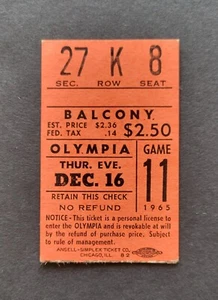 27 K 8
SEC. ROW SEAT
BALCONY
EST. PRICE $2.36
FED. TAX .14
$2.50
OLYMPIA
GAME
THUR. EVE.
DEC. 16
11
RETAIN THIS CHECK
NO REFUND
1965
NOTICE - This ticket is a personal license to
enter the OLYMPIA and is revokable at will
by the refund of purchase price. Subject
to rule of management.
ANSELL-SIMPLEX TICKET CO.
CHICAGO, ILL. 82